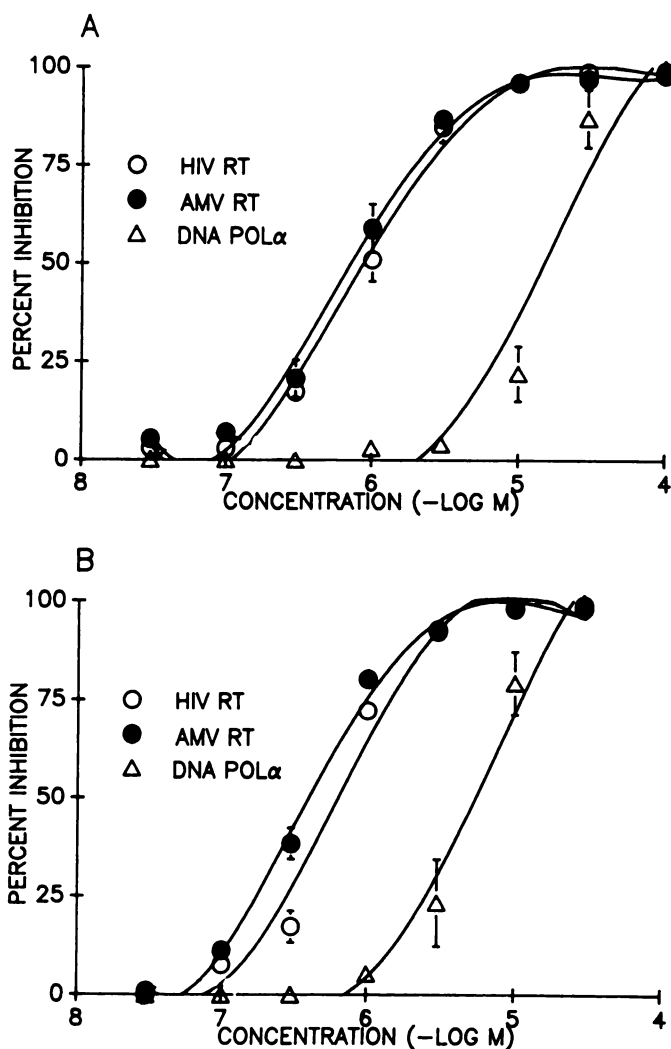 A
PERCENT INHIBITION
100
75
50
25
0
HIV RT
AMV RT
DNA POLα
8 7 6 5 4
CONCENTRATION (-LOG M)
B
PERCENT INHIBITION
100
75
50
25
0
HIV RT
AMV RT
DNA POLα
8 7 6 5 4
CONCENTRATION (-LOG M)